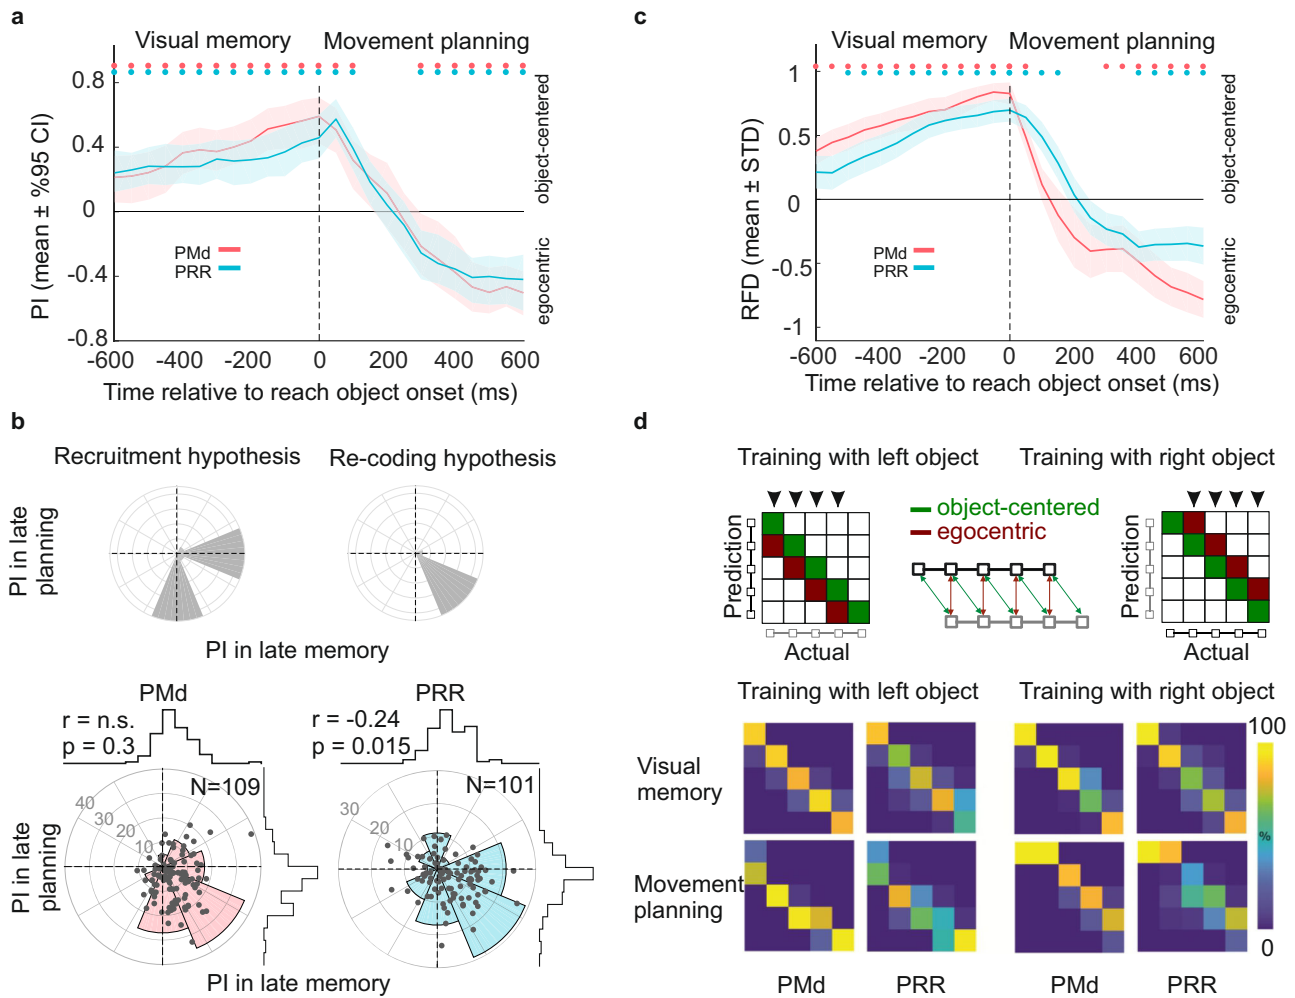 a
Visual memory Movement planning
0.8
0.4
0
-0.4
-0.8
PI (mean ± %95 CI)
object-centered
egocentric
PMd
PRR
-600 -400 -200 0 200 400 600
Time relative to reach object onset (ms)
c
Visual memory Movement planning
1
0.5
0
-0.5
-1
RFD (mean ± STD)
object-centered
egocentric
PMd
PRR
-600 -400 -200 0 200 400 600
Time relative to reach object onset (ms)
b
Recruitment hypothesis Re-coding hypothesis
PI in late
planning
PI in late memory
PMd
r = n.s.
p = 0.3
N=109
40
30
20
10
PRR
r = -0.24
p = 0.015
N=101
30
20
10
PI in late
planning
PI in late memory
d
Training with left object Training with right object
Prediction
Actual
object-centered
egocentric
Prediction
Actual
Training with left object Training with right object
Visual
memory
Movement
planning
100
%
0
PMd PRR PMd PRR